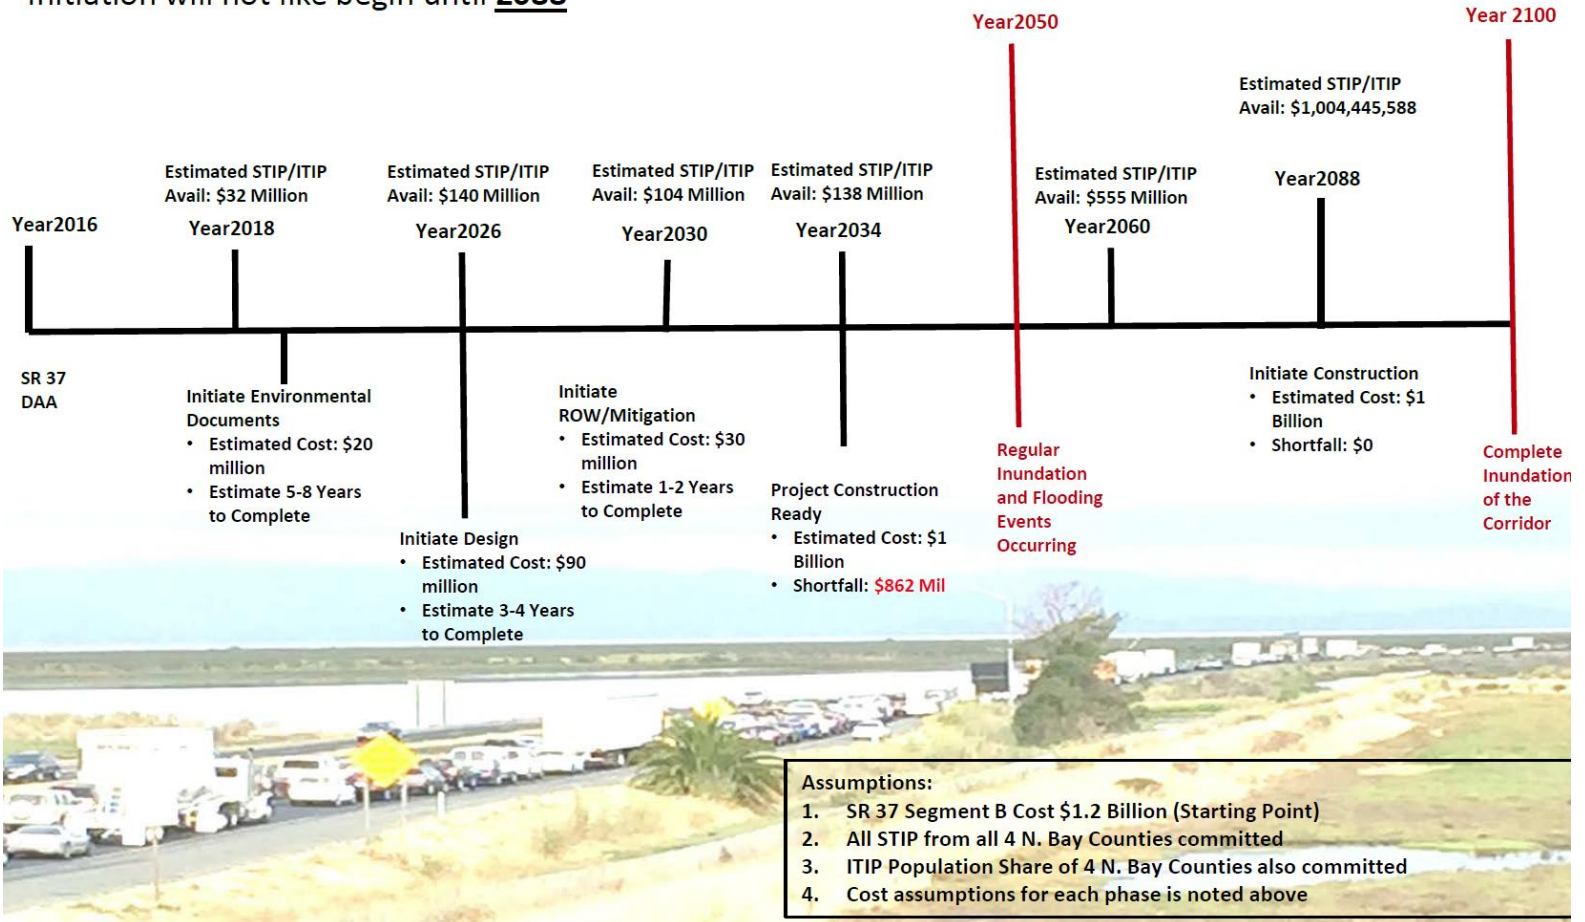 initiation will not like begin until 2088
Year2050
Year 2100
Estimated STIP/ITIP
Avail: $1,004,445,588
Estimated STIP/ITIP
Avail: $32 Million
Estimated STIP/ITIP
Avail: $140 Million
Estimated STIP/ITIP
Avail: $104 Million
Estimated STIP/ITIP
Avail: $138 Million
Estimated STIP/ITIP
Avail: $555 Million
Year2088
Year2016
Year2018
Year2026
Year2030
Year2034
Year2060
SR 37
DAA
Initiate Environmental
Documents
• Estimated Cost: $20
million
• Estimate 5-8 Years
to Complete
Initiate Design
• Estimated Cost: $90
million
• Estimate 3-4 Years
to Complete
Initiate
ROW/Mitigation
• Estimated Cost: $30
million
• Estimate 1-2 Years
to Complete
Project Construction
Ready
• Estimated Cost: $1
Billion
• Shortfall: $862 Mil
Regular
Inundation
and Flooding
Events
Occurring
Initiate Construction
• Estimated Cost: $1
Billion
• Shortfall: $0
Complete
Inundation
of the
Corridor
Assumptions:
1. SR 37 Segment B Cost $1.2 Billion (Starting Point)
2. All STIP from all 4 N. Bay Counties committed
3. ITIP Population Share of 4 N. Bay Counties also committed
4. Cost assumptions for each phase is noted above